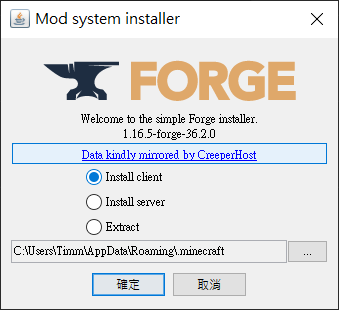 Mod system installer
FORGE
Welcome to the simple Forge installer.
1.16.5-forge-36.2.0
Data kindly mirrored by CreeperHost
Install client
Install server
Extract
C:\Users\Timm\AppData\Roaming\.minecraft
...
確定
取消